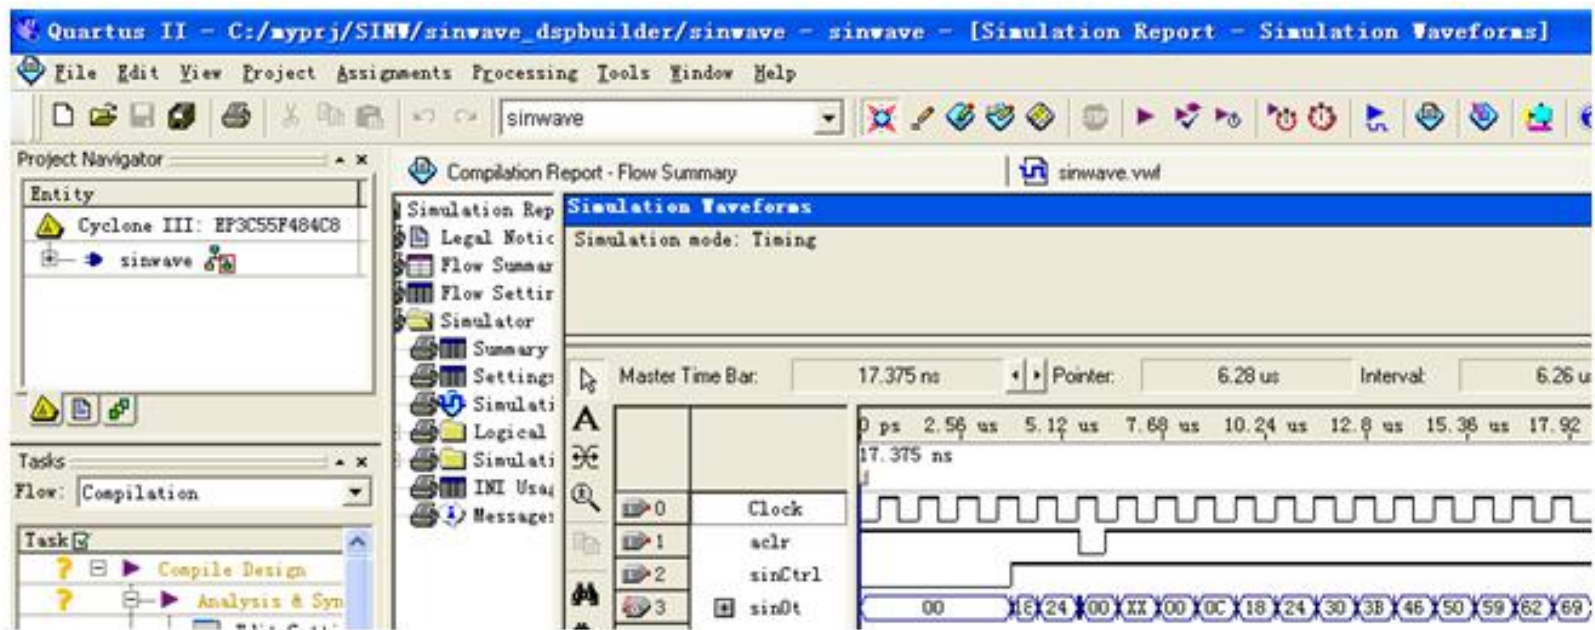 Quartus II - C:/myprj/SINW/sinwave_dspbuilder/sinwave - sinwave - [Simulation Report - Simulation Waveforms]
File Edit View Project Assignments Processing Tools Window Help
sinwave
Project Navigator
Entity
Cyclone III: EP3C55F484C8
sinwave
Tasks
Flow: Compilation
Task
Compile Design
Analysis & Syn
Compilation Report - Flow Summary
sinwave.vwf
Simulation Rep
Legal Notic
Flow Summar
Flow Settir
Simulator
Summary
Settings
Simulati
Logical
Simulati
INI Usag
Messages
Simulation Waveforms
Simulation mode: Timing
Master Time Bar: 17.375 ns Pointer: 6.28 us Interval: 6.26 u
0 ps 2.56 us 5.12 us 7.68 us 10.24 us 12.8 us 15.36 us 17.92
17.375 ns
0 Clock
1 aclr
2 sinCtrl
3 sinDt 00 24 00 XX 00 0C 18 24 30 3B 46 50 59 62 69